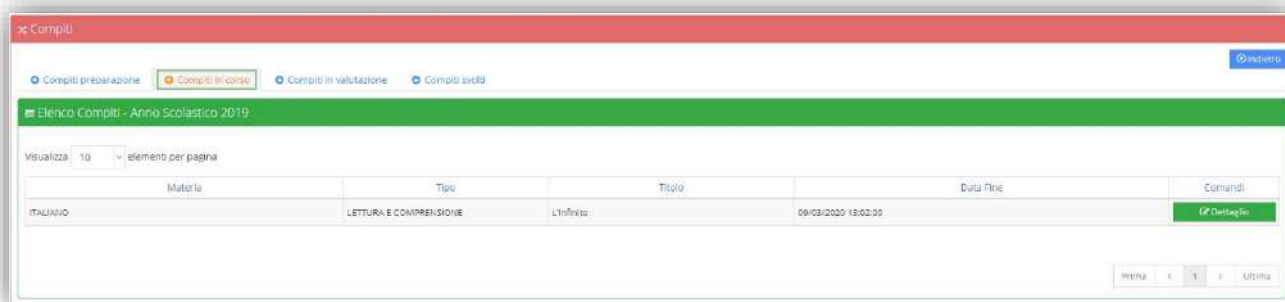 Compiti
Indietro
Compiti preparazione Compiti in corso Compiti in valutazione Compiti svolti
Elenco Compiti - Anno Scolastico 2019
Visualizza 10 elementi per pagina
Materia Tipo Titolo Data Fine Comandi
ITALIANO LETTURA E COMPRENSIONE L'Infinito 09/03/2020 13:02:00 Dettaglio
Prima 1 Ultima